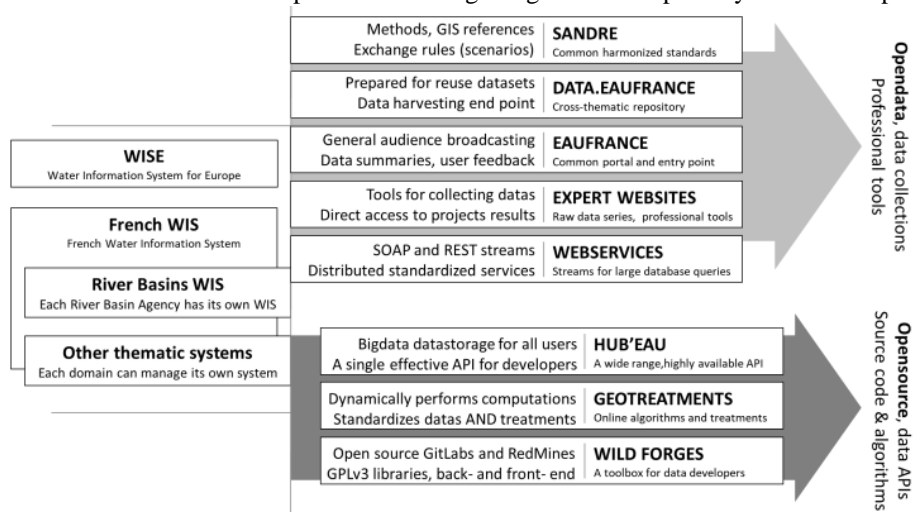 Methods, GIS references
Exchange rules (scenarios)
SANDRE
Common harmonized standards
Prepared for reuse datasets
Data harvesting end point
DATA.EAUFRANCE
Cross-thematic repository
General audience broadcasting
Data summaries, user feedback
EAUFRANCE
Common portal and entry point
Tools for collecting datas
Direct access to projects results
EXPERT WEBSITES
Raw data series, professional tools
SOAP and REST streams
Distributed standardized services
WEBSERVICES
Streams for large database queries
Opendata, data collections
Professional tools
WISE
Water Information System for Europe
French WIS
French Water Information System
River Basins WIS
Each River Basin Agency has its own WIS
Other thematic systems
Each domain can manage its own system
Bigdata datastorage for all users
A single effective API for developers
HUB'EAU
A wide range,highly available API
Dynamically performs computations
Standardizes datas AND treatments
GEOTREATMENTS
Online algorithms and treatments
Open source GitLabs and RedMines
GPLv3 libraries, back- and front- end
WILD FORGES
A toolbox for data developers
Opensource, data APIs
Source code & algorithms